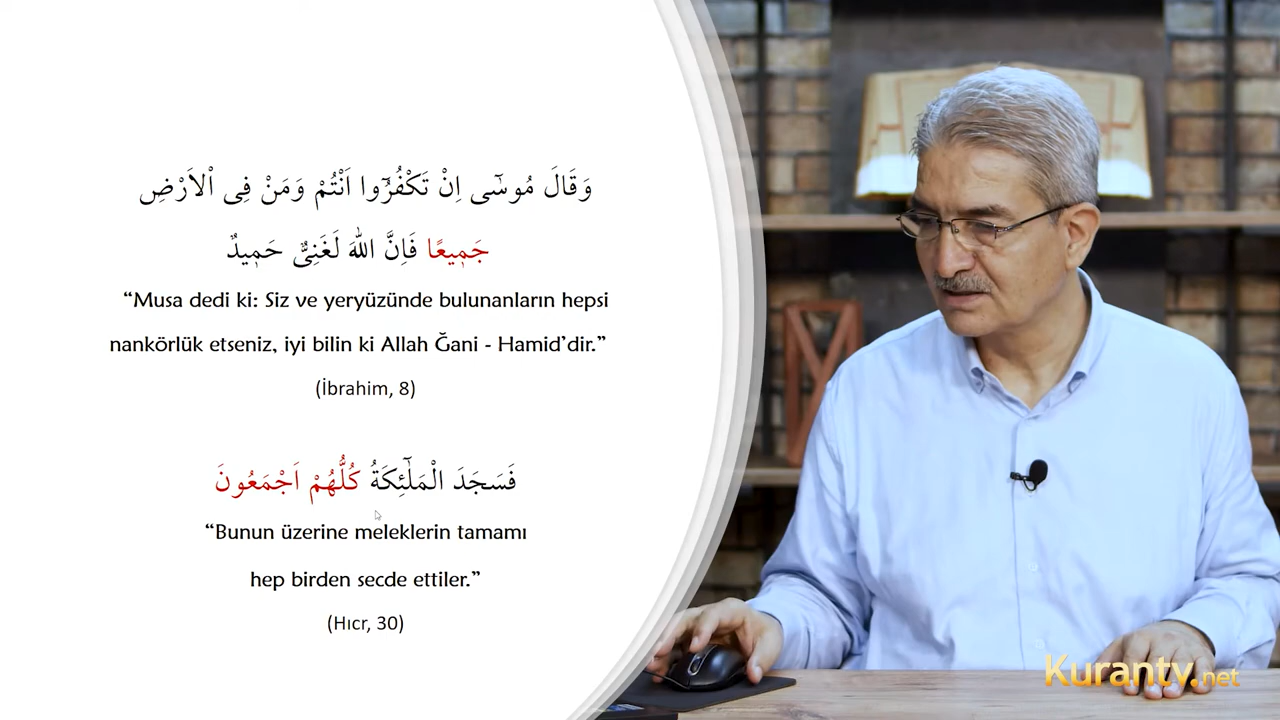 وَقَالَ مُوسٰٓى اِنْ تَكْفُرُٓوا اَنْتُمْ وَمَنْ فِى الْاَرْضِ
جَمٖيعًا فَاِنَّ اللّٰهَ لَغَنِىٌّ حَمٖيدٌ
“Musa dedi ki: Siz ve yeryüzünde bulunanların hepsi
nankörlük etseniz, iyi bilin ki Allah Ğani - Hamid’dir.”
(İbrahim, 8)
فَسَجَدَ الْمَلٰٓئِكَةُ كُلُّهُمْ اَجْمَعُونَ
“Bunun üzerine meleklerin tamamı
hep birden secde ettiler.”
(Hıcr, 30)
Kurantv.net